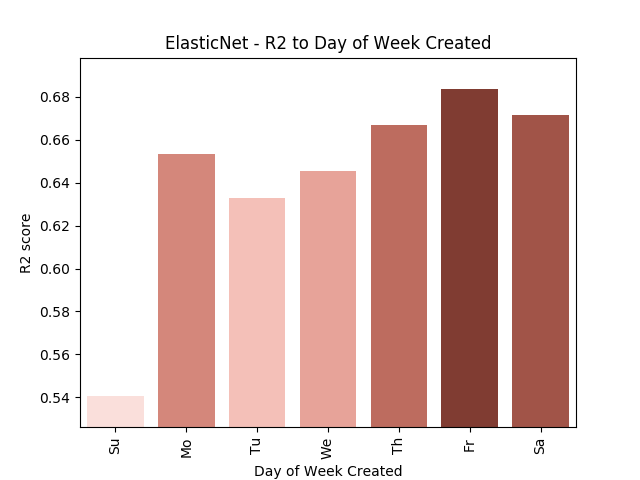 ElasticNet - R2 to Day of Week Created
R2 score
0.68
0.66
0.64
0.62
0.60
0.58
0.56
0.54
Su Mo Tu We Th Fr Sa
Day of Week Created